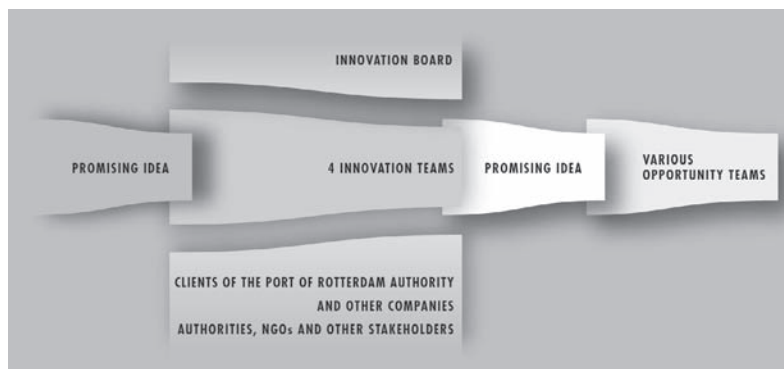 INNOVATION BOARD
PROMISING IDEA
4 INNOVATION TEAMS
PROMISING IDEA
VARIOUS
OPPORTUNITY TEAMS
CLIENTS OF THE PORT OF ROTTERDAM AUTHORITY
AND OTHER COMPANIES
AUTHORITIES, NGOs AND OTHER STAKEHOLDERS